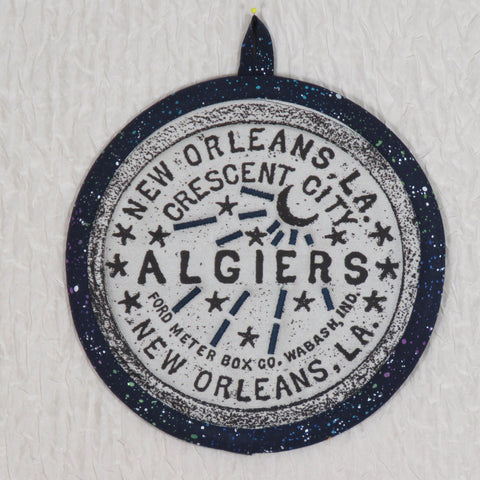 NEW ORLEANS, LA.
CRESCENT CITY
ALGIERS
FORD METER BOX CO. WABASH, IND.
NEW ORLEANS, LA.